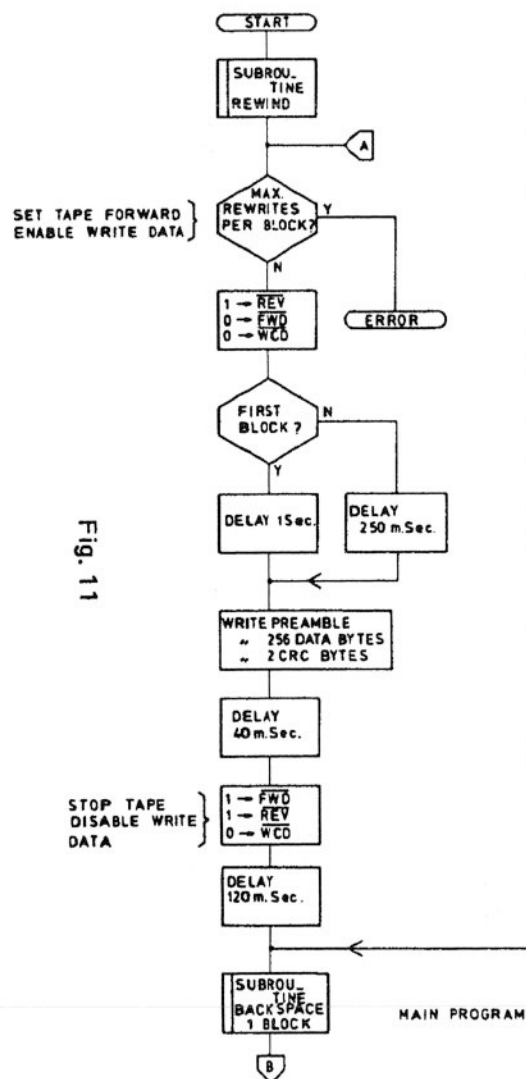 START
SUBROU_
TINE
REWIND
A
MAX.
REWRITES
PER BLOCK?
Y
SET TAPE FORWARD
ENABLE WRITE DATA
N
1 → REV
0 → FWD
0 → WCD
ERROR
FIRST
BLOCK?
N
Y
DELAY 1Sec.
DELAY
250 m.Sec.
Fig. 11
WRITE PREAMBLE
" 256 DATA BYTES
" 2 CRC BYTES
DELAY
40 m.Sec.
STOP TAPE
DISABLE WRITE
DATA
1 → FWD
1 → REV
0 → WCD
DELAY
120 m.Sec.
SUBROU_
TINE
BACKSPACE
1 BLOCK
MAIN PROGRAM
B